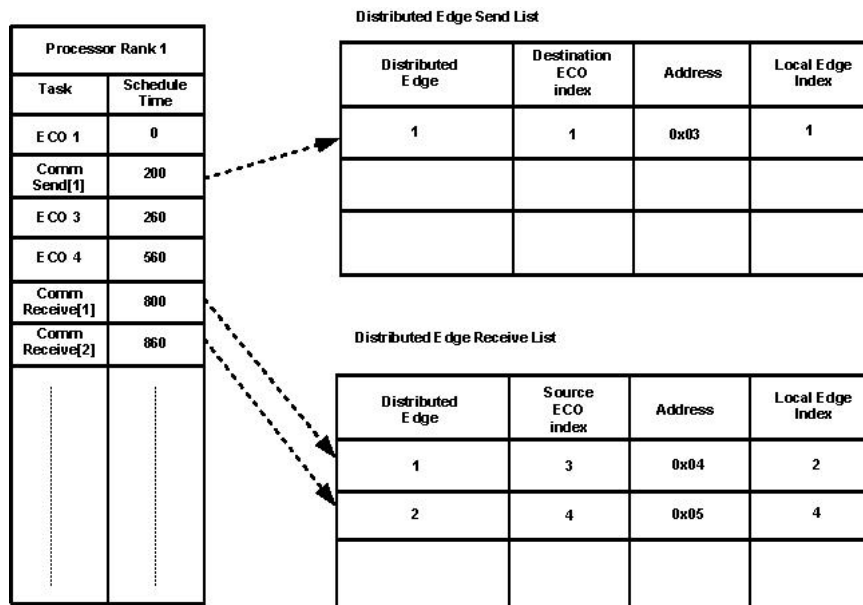 Distributed Edge Send List
Processor Rank 1
Task
Schedule
Time
ECO 1
0
Comm
Send[1]
200
ECO 3
260
ECO 4
560
Comm
Receive[1]
800
Comm
Receive[2]
860
Distributed
Edge
Destination
ECO
index
Address
Local Edge
Index
1
1
0x03
1
Distributed Edge Receive List
Distributed
Edge
Source
ECO
index
Address
Local Edge
Index
1
3
0x04
2
2
4
0x05
4